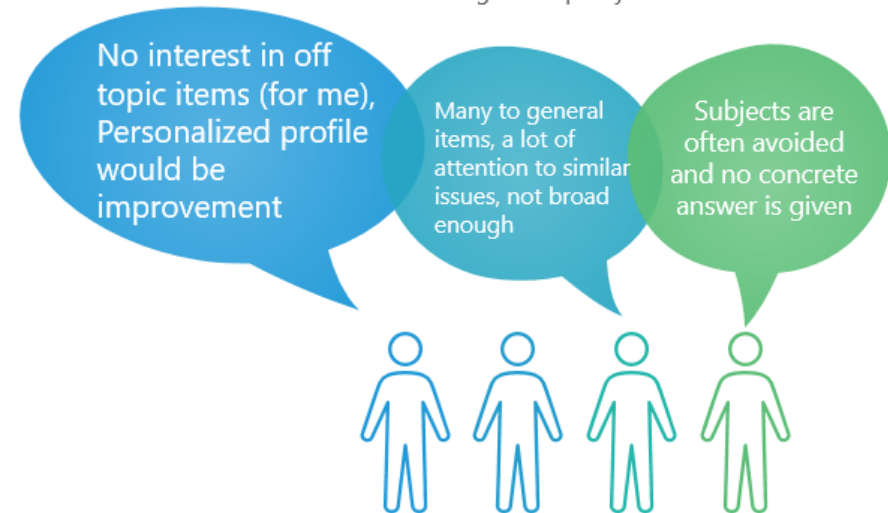 No interest in off
topic items (for me),
Personalized profile
would be
improvement
Many to general
items, a lot of
attention to similar
issues, not broad
enough
Subjects are
often avoided
and no concrete
answer is given